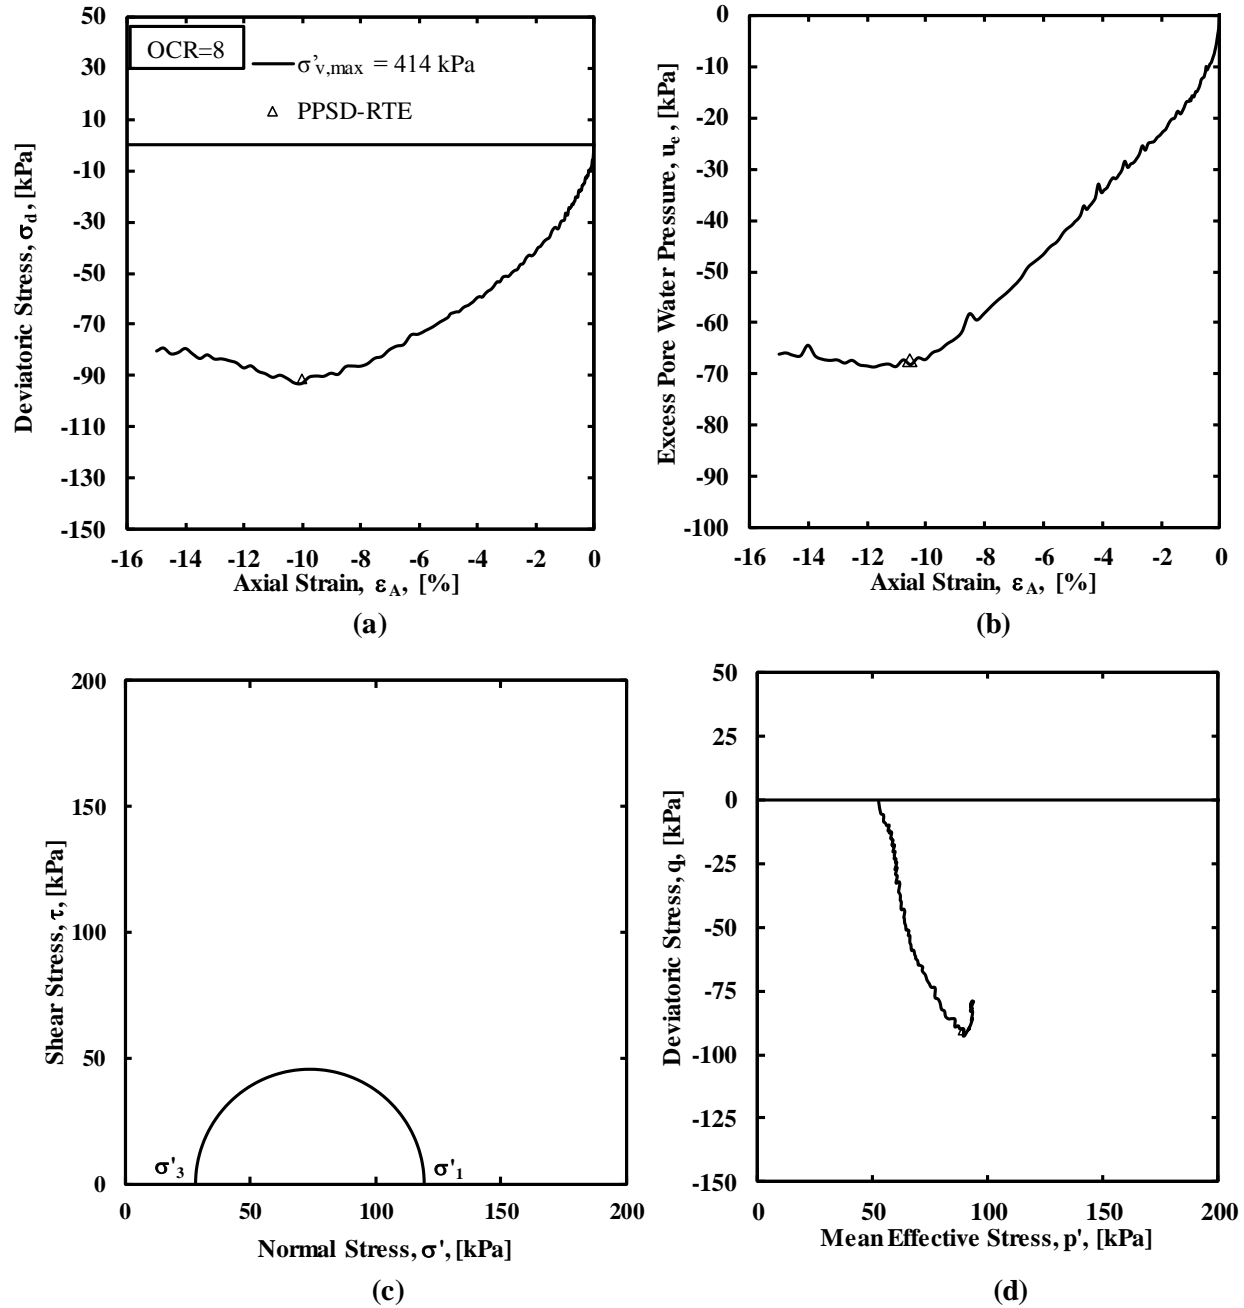 50
30
10
-10
-30
-50
-70
-90
-110
-130
-150
Deviatoric Stress, σd, [kPa]
OCR=8
σ'v,max = 414 kPa
PPSD-RTE
-16 -14 -12 -10 -8 -6 -4 -2 0
Axial Strain, εA, [%]
(a)
0
-10
-20
-30
-40
-50
-60
-70
-80
-90
-100
Excess Pore Water Pressure, ue, [kPa]
-16 -14 -12 -10 -8 -6 -4 -2 0
Axial Strain, εA, [%]
(b)
200
150
100
50
0
Shear Stress, τ, [kPa]
σ'3
σ'1
0 50 100 150 200
Normal Stress, σ', [kPa]
(c)
50
25
0
-25
-50
-75
-100
-125
-150
Deviatoric Stress, q, [kPa]
0 50 100 150 200
Mean Effective Stress, p', [kPa]
(d)